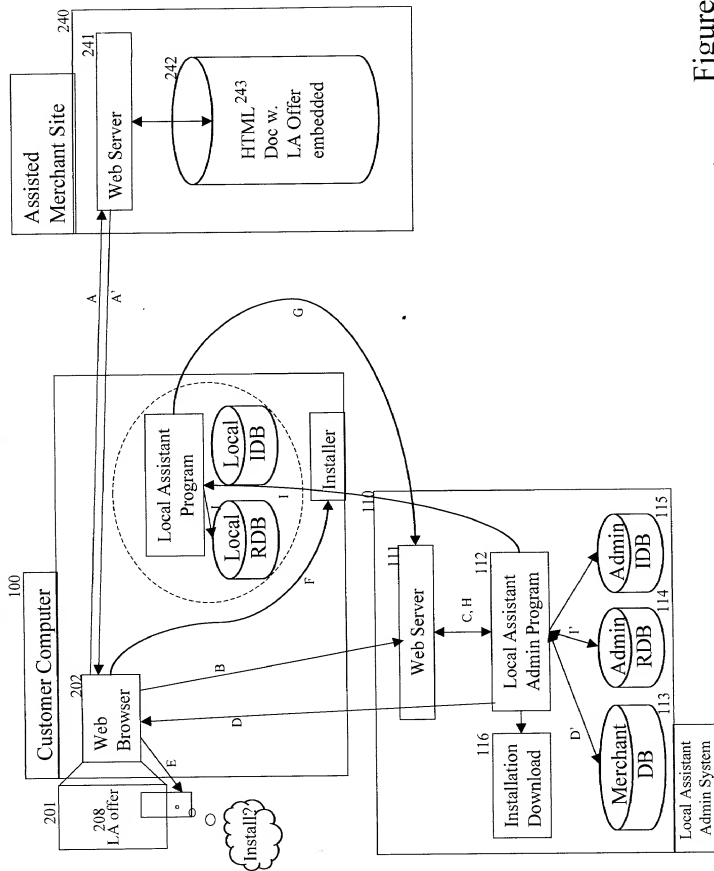 Figure
240
Assisted
Merchant Site
241
Web Server
242
HTML 243
Doc w.
LA Offer
embedded
A
A'
100
Customer Computer
202
Web
Browser
201
208
LA offer
E
Install?
Local Assistant
Program
Local
RDB
Local
IDB
J
I
Installer
F
G
B
D
110
111
Web Server
C, H
112
Local Assistant
Admin Program
116
Installation
Download
D'
I'
113
Merchant
DB
114
Admin
RDB
115
Admin
IDB
Local Assistant
Admin System